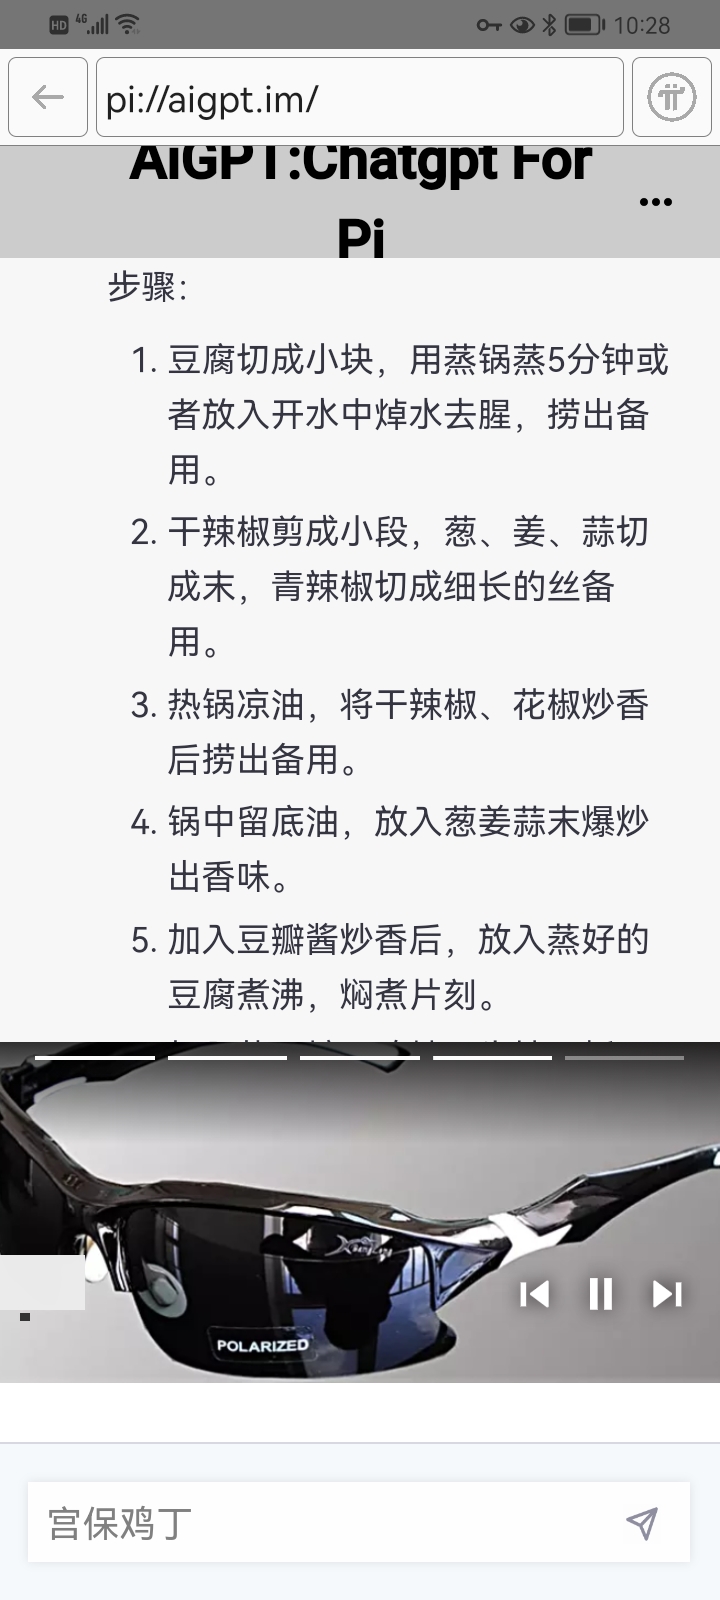 HD 4G 10:28
pi://aigpt.im/
AiGPT:Chatgpt For
Pi
步骤：
1. 豆腐切成小块，用蒸锅蒸5分钟或
者放入开水中焯水去腥，捞出备
用。
2. 干辣椒剪成小段，葱、姜、蒜切
成末，青辣椒切成细长的丝备
用。
3. 热锅凉油，将干辣椒、花椒炒香
后捞出备用。
4. 锅中留底油，放入葱姜蒜末爆炒
出香味。
5. 加入豆瓣酱炒香后，放入蒸好的
豆腐煮沸，焖煮片刻。
POLARIZED
宫保鸡丁